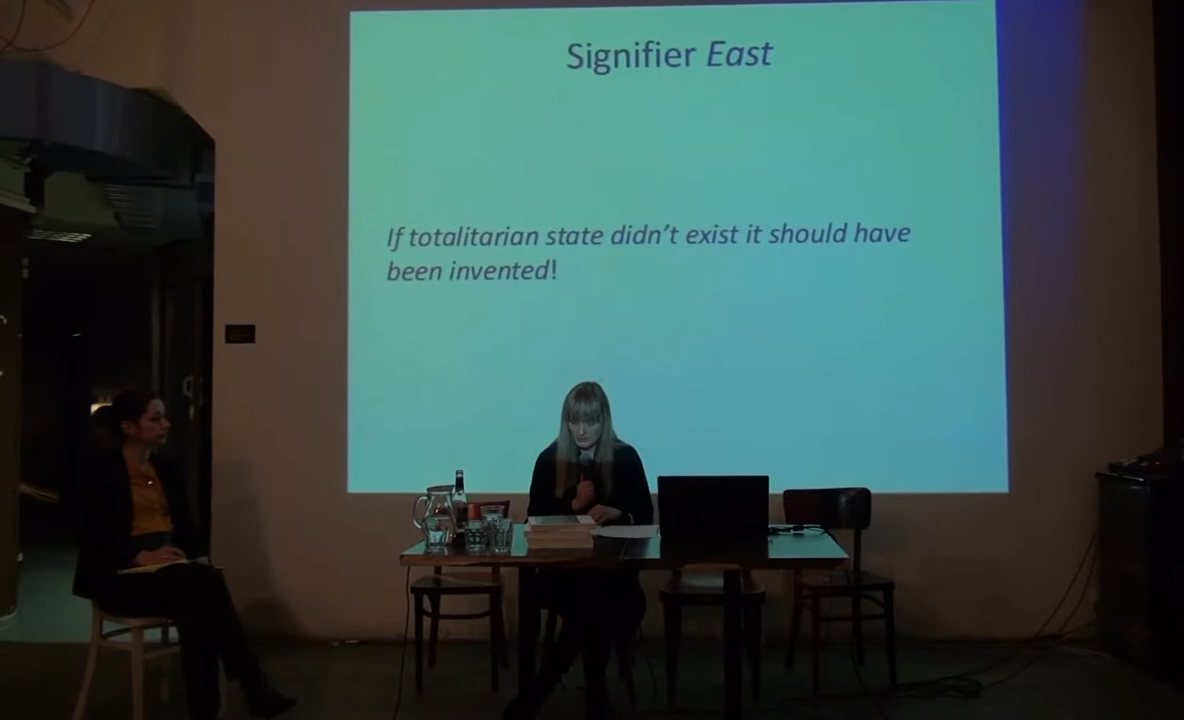 Signifier East
If totalitarian state didn’t exist it should have
been invented!